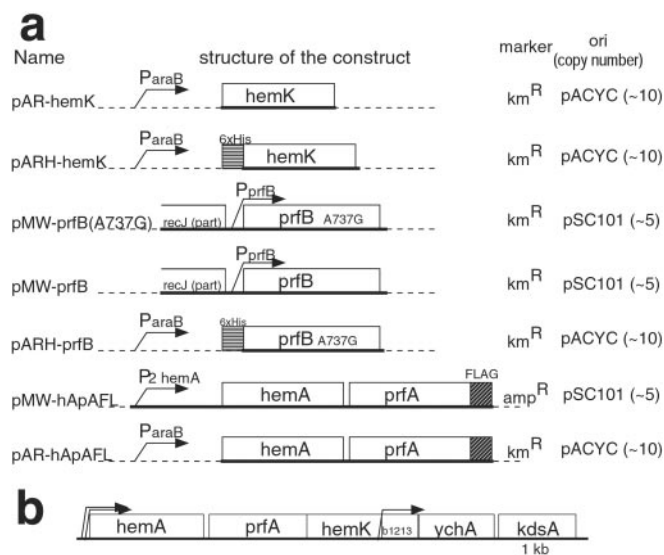 a
Name structure of the construct marker ori (copy number)
pAR-hemK ParaB hemK kmR pACYC (~10)
pARH-hemK ParaB 6xHis hemK kmR pACYC (~10)
pMW-prfB(A737G) recJ (part) PprfB prfB A737G kmR pSC101 (~5)
pMW-prfB recJ (part) PprfB prfB kmR pSC101 (~5)
pARH-prfB ParaB 6xHis prfB A737G kmR pACYC (~10)
pMW-hApAFL P2 hemA hemA prfA FLAG ampR pSC101 (~5)
pAR-hApAFL ParaB hemA prfA kmR pACYC (~10)
b
hemA prfA hemK b1213 ychA kdsA
1 kb